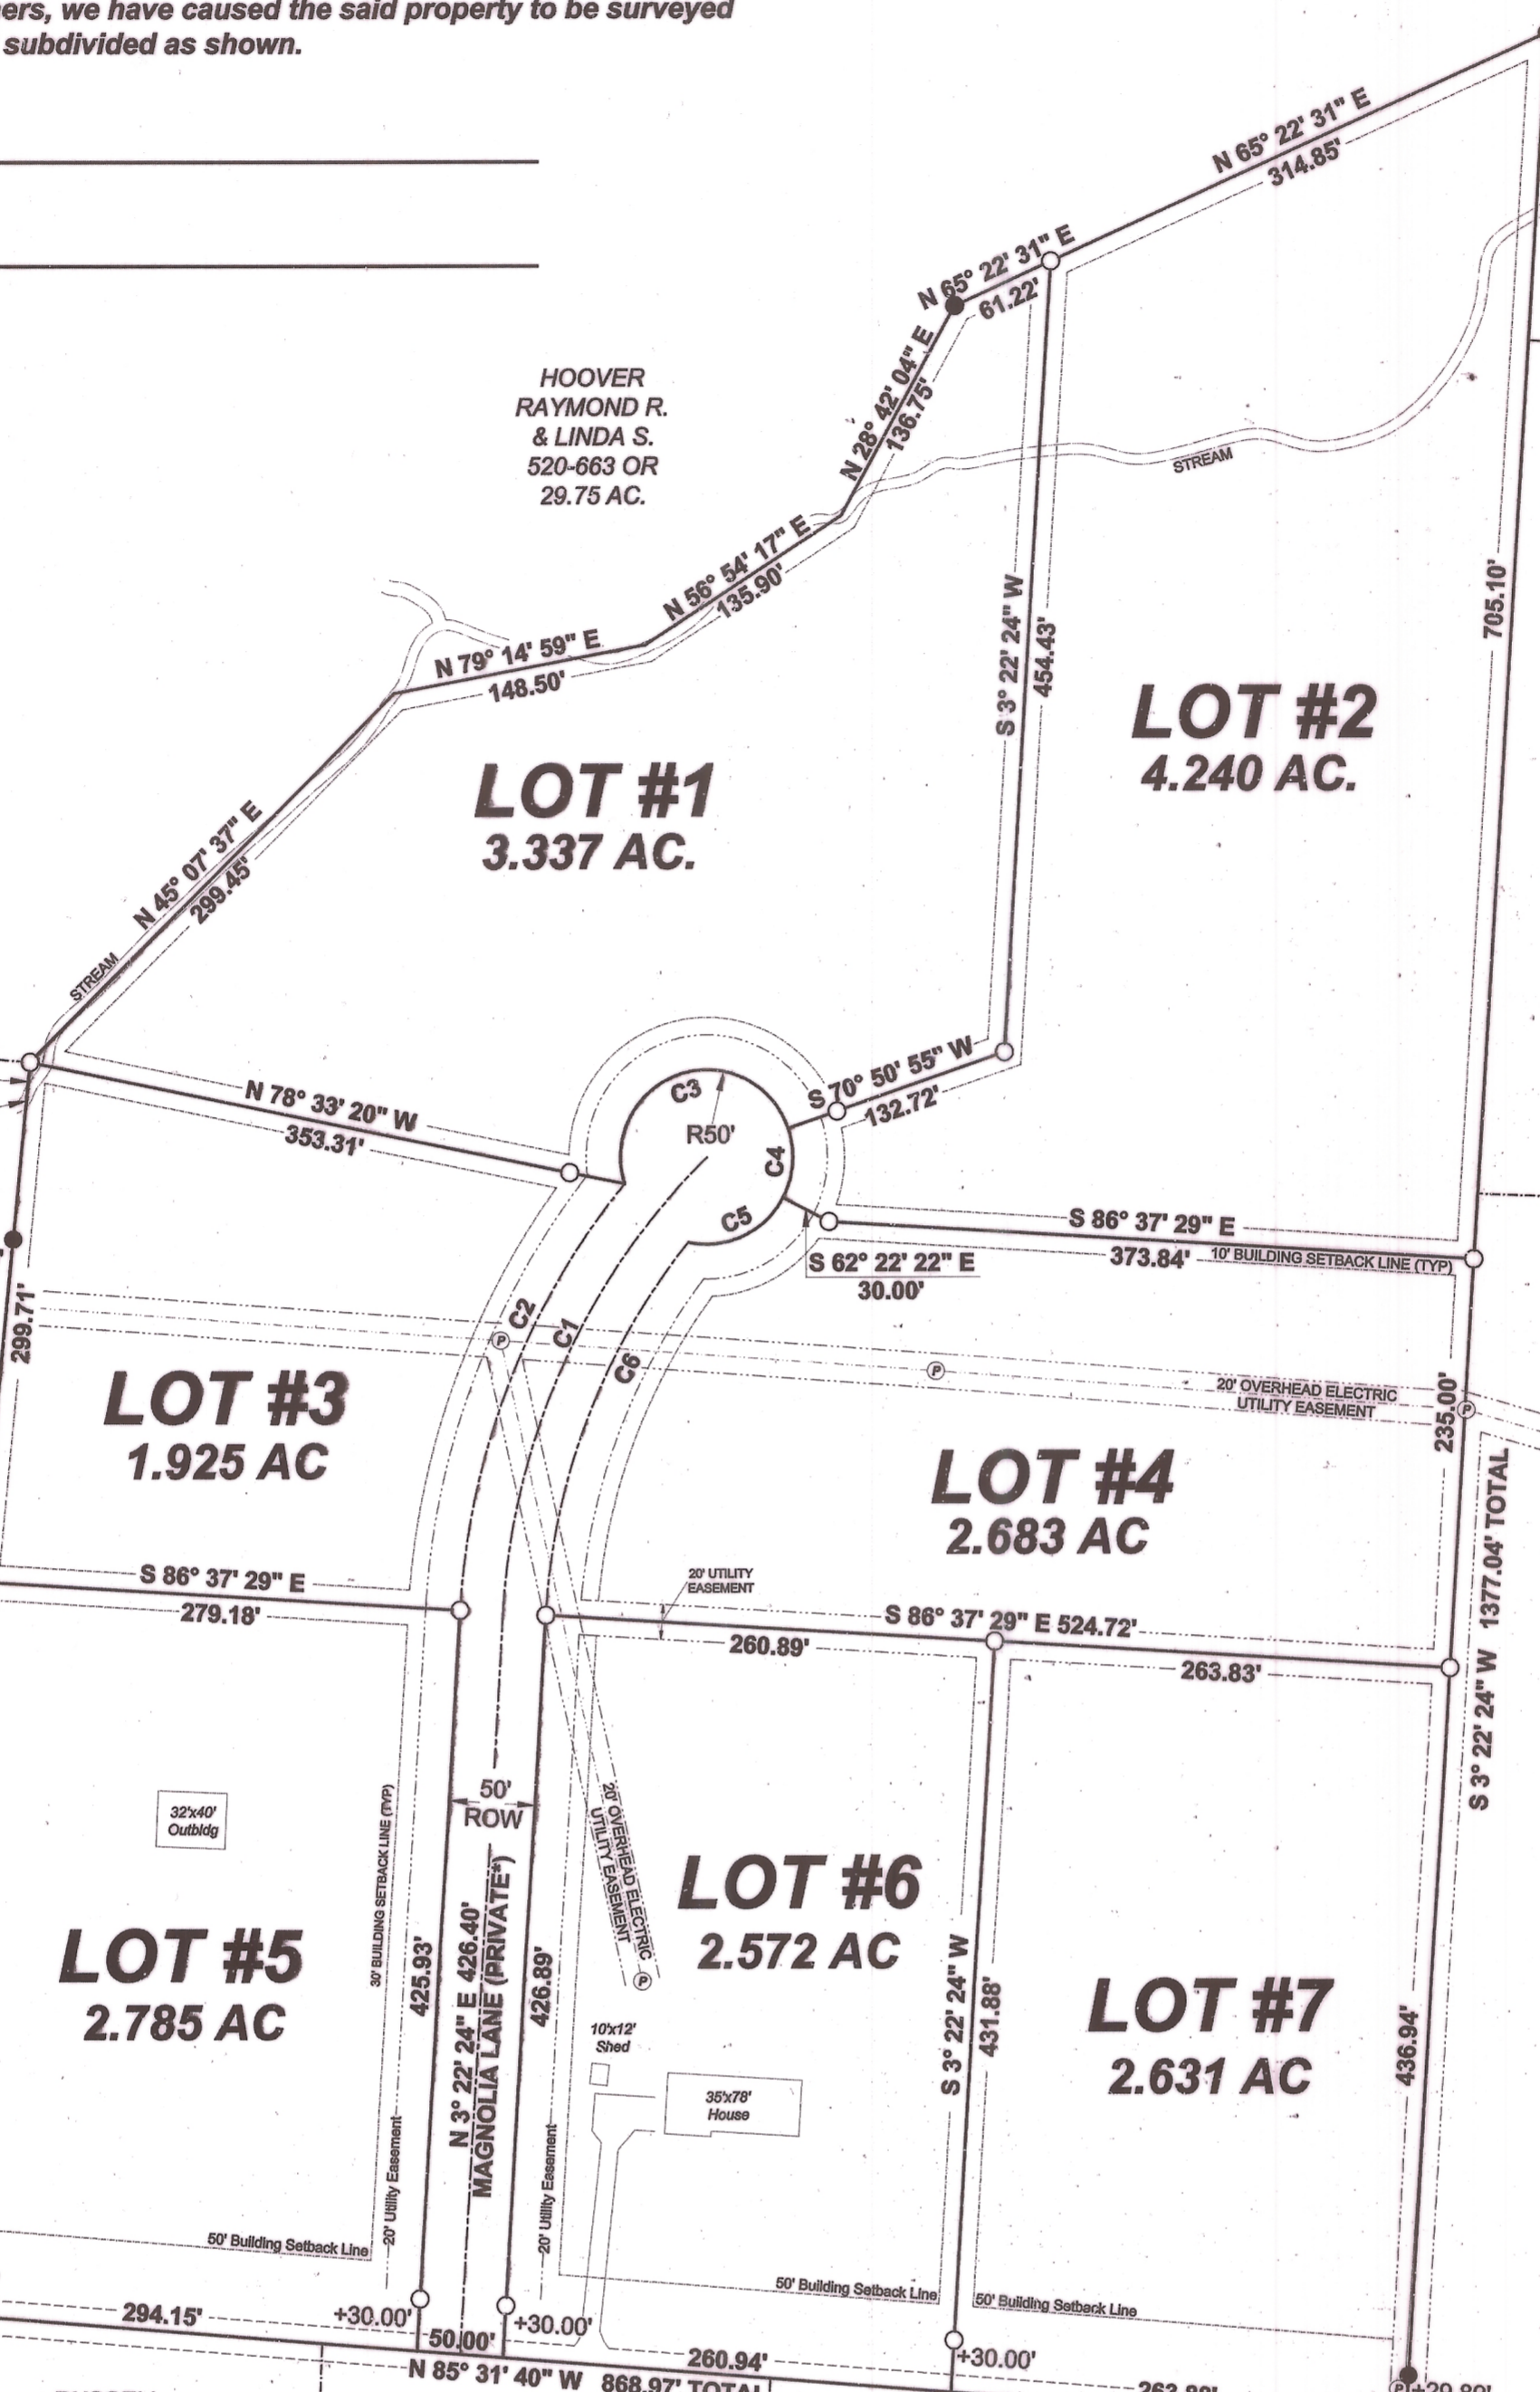 ers, we have caused the said property to be surveyed
subdivided as shown.
N 65° 22' 31" E
314.85'
N 65° 22' 31" E
61.22'
HOOVER
RAYMOND R.
& LINDA S.
520-663 OR
29.75 AC.
N 28° 42' 04" E
136.75'
STREAM
N 56° 54' 17" E
135.90'
N 79° 14' 59" E
148.50'
S 3° 22' 24" W
454.43'
705.10'
LOT #2
4.240 AC.
LOT #1
3.337 AC.
N 45° 07' 37" E
299.45'
STREAM
N 78° 33' 20" W
353.31'
C3
R50'
S 70° 50' 55" W
132.72'
C4
C5
S 86° 37' 29" E
373.84'
10' BUILDING SETBACK LINE (TYP)
S 62° 22' 22" E
30.00'
299.71'
C2
P
C1
C6
P
20' OVERHEAD ELECTRIC
UTILITY EASEMENT
235.00'
P
LOT #3
1.925 AC
LOT #4
2.683 AC
S 3° 22' 24" W 1377.04' TOTAL
S 86° 37' 29" E
279.18'
20' UTILITY
EASEMENT
S 86° 37' 29" E 524.72'
260.89'
263.83'
32'x40'
Outbldg
30' BUILDING SETBACK LINE (TYP)
50'
ROW
20' OVERHEAD ELECTRIC
UTILITY EASEMENT
P
LOT #6
2.572 AC
LOT #5
2.785 AC
425.93'
N 3° 22' 24" E 426.40'
MAGNOLIA LANE (PRIVATE*)
426.89'
10'x12'
Shed
35'x78'
House
S 3° 22' 24" W
431.88'
LOT #7
2.631 AC
436.94'
20' Utility Easement
20' Utility Easement
50' Building Setback Line
50' Building Setback Line
50' Building Setback Line
294.15'
+30.00'
50.00'
+30.00'
260.94'
+30.00'
N 85° 31' 40" W 868.97' TOTAL
P